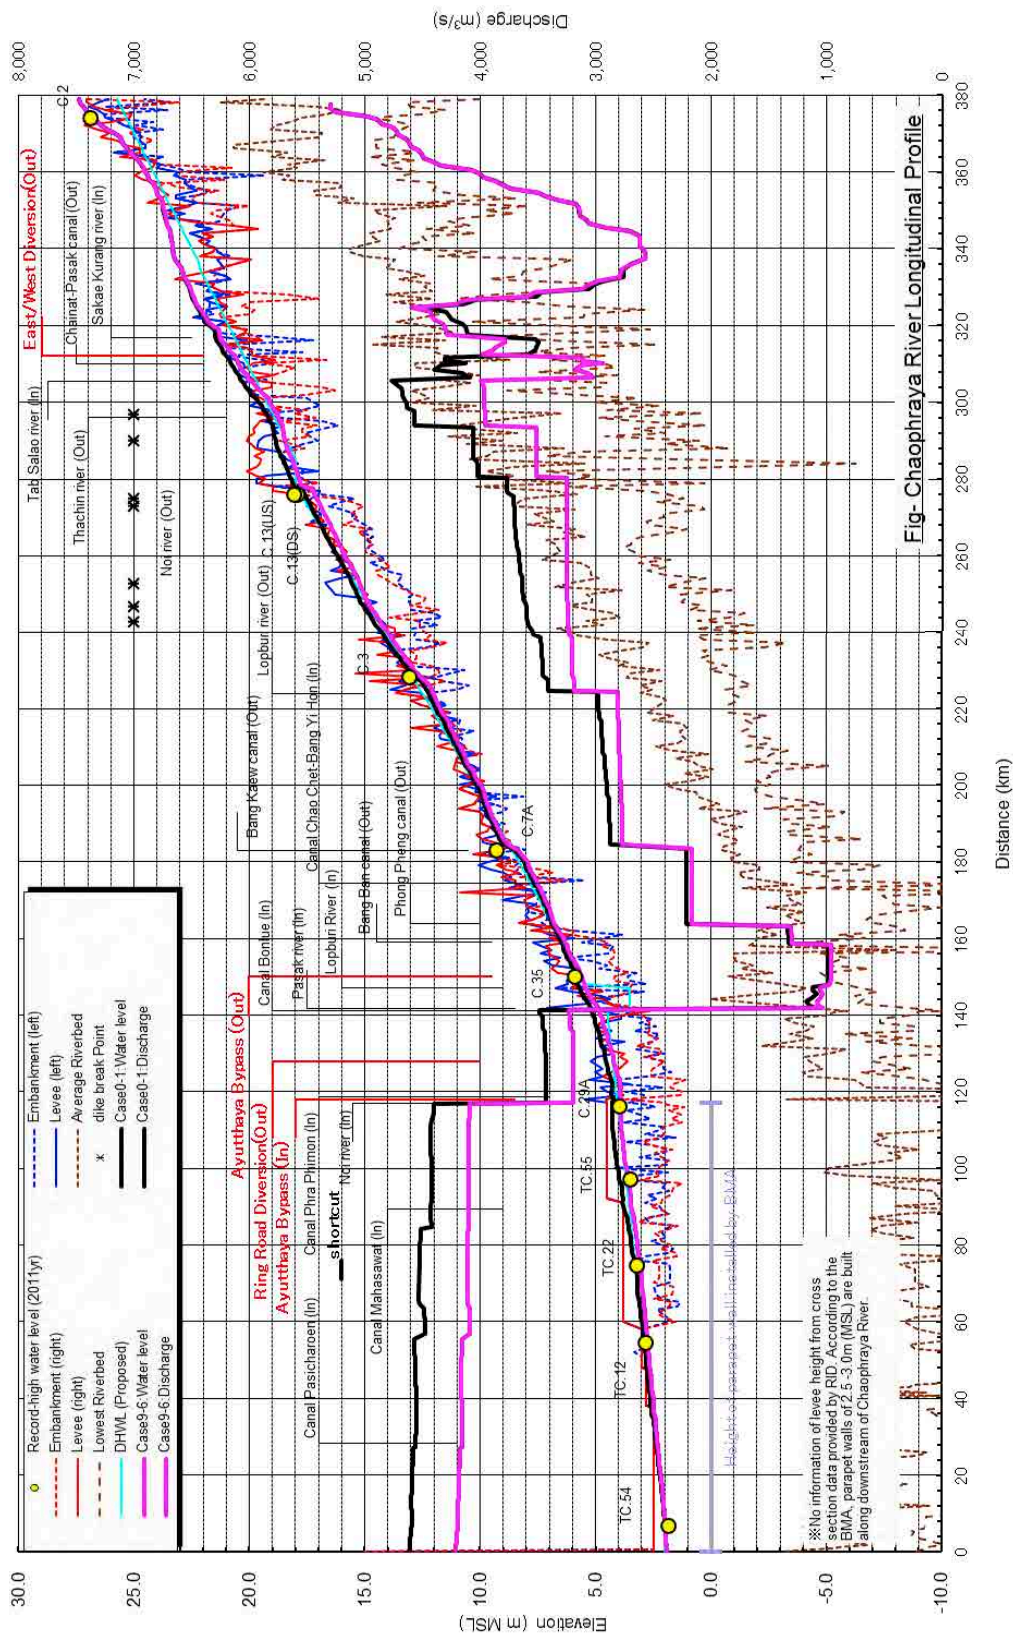 Fig- Chaophraya River Longitudinal Profile
Record-high water level (2011yr)
Embankment (right)
Levee (right)
Lowest Riverbed
DHWL (Proposed)
Case9-6:Water level
Case9-6:Discharge
Embankment (left)
Levee (left)
Average Riverbed
dike break Point
Case0-1:Water level
Case0-1:Discharge
Elevation (m MSL)
30.0
25.0
20.0
15.0
10.0
5.0
0.0
-5.0
-10.0
Discharge (m³/s)
8,000
7,000
6,000
5,000
4,000
3,000
2,000
1,000
0
Distance (km)
0
20
40
60
80
100
120
140
160
180
200
220
240
260
280
300
320
340
360
380
East/West Diversion(Out)
Chainat-Pasak canal (Out)
Sakae Kurang river (In)
Tab Salao river (In)
Thachin river (Out)
Noi river (Out)
Lopburi river (Out)
C.13(US)
C.13(DS)
C.2
C.3
Bang Kaew canal (Out)
Canal Chao Chet-Bang Yi Hon (In)
C.7A
Bang Ban canal (Out)
Phong Pheng canal (Out)
Canal Bonlue (In)
Pasak river (In)
Lopburi River (In)
C.35
Ayutthaya Bypass (Out)
Ring Road Diversion(Out)
Ayutthaya Bypass (In)
Canal Phra Phimon (In)
Noi river (In)
shortcut
Canal Pasicharoen (In)
Canal Mahasawat (In)
C.29A
TC.55
TC.22
TC.12
TC.54
Height of parapet wall installed by BMA
※No information of levee height from cross
section data provided by RID. According to the
BMA, parapet walls of 2.5 -3.0m (MSL) are built
along downstream of Chaophraya River.